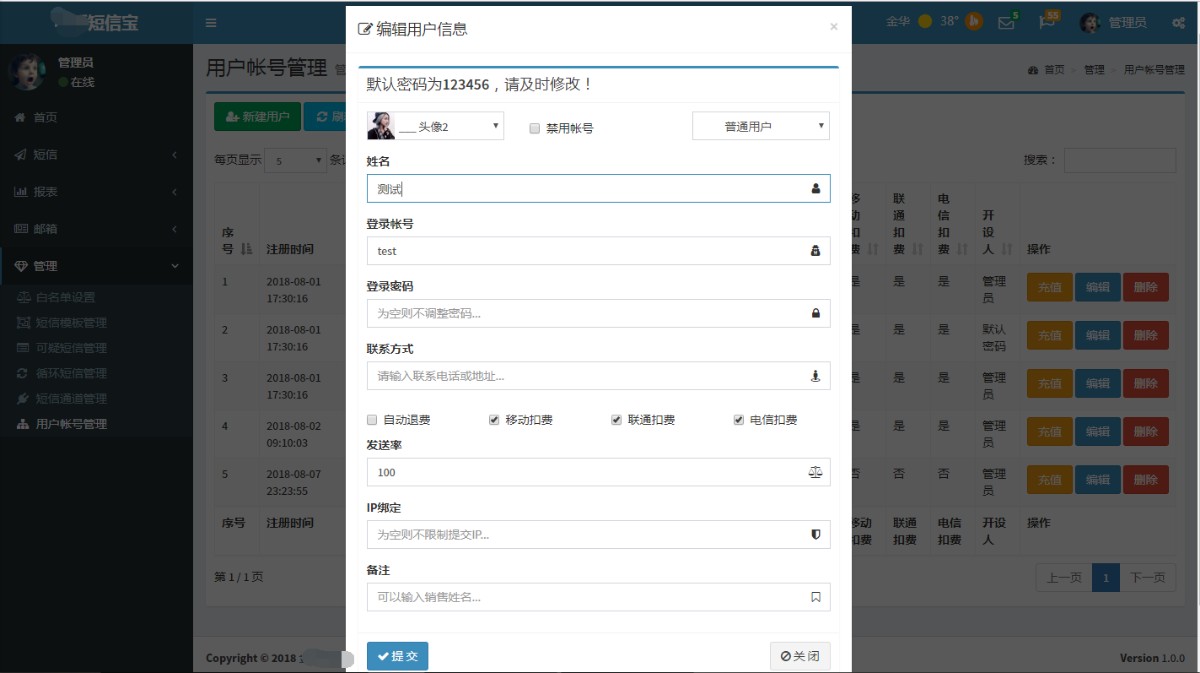 短信宝
金华
38°
5
55
管理员
管理员
在线
首页
短信
报表
邮箱
管理
白名单设置
短信模板管理
可疑短信管理
循环短信管理
短信通道管理
用户帐号管理
用户帐号管理
首页
管理
用户帐号管理
新建用户
每页显示
5
搜索：
序号
注册时间
联通扣费
电信扣费
开设人
操作
1
2018-08-01
17:30:16
是
是
是
管理员
充值
编辑
删除
2
2018-08-01
17:30:16
是
是
是
默认密码
充值
编辑
删除
3
2018-08-01
17:30:16
是
是
是
管理员
充值
编辑
删除
4
2018-08-02
09:10:03
是
是
是
管理员
充值
编辑
删除
5
2018-08-07
23:23:55
否
否
否
管理员
充值
编辑
删除
序号
注册时间
移动扣费
联通扣费
电信扣费
开设人
操作
第 1 / 1 页
上一页
1
下一页
Copyright © 2018
Version 1.0.0
编辑用户信息
×
默认密码为123456，请及时修改！
___ 头像2
禁用帐号
普通用户
姓名
测试
登录帐号
test
登录密码
为空则不调整密码...
联系方式
请输入联系电话或地址...
自动退费
移动扣费
联通扣费
电信扣费
发送率
100
IP绑定
为空则不限制提交IP...
备注
可以输入销售姓名...
提 交
关 闭